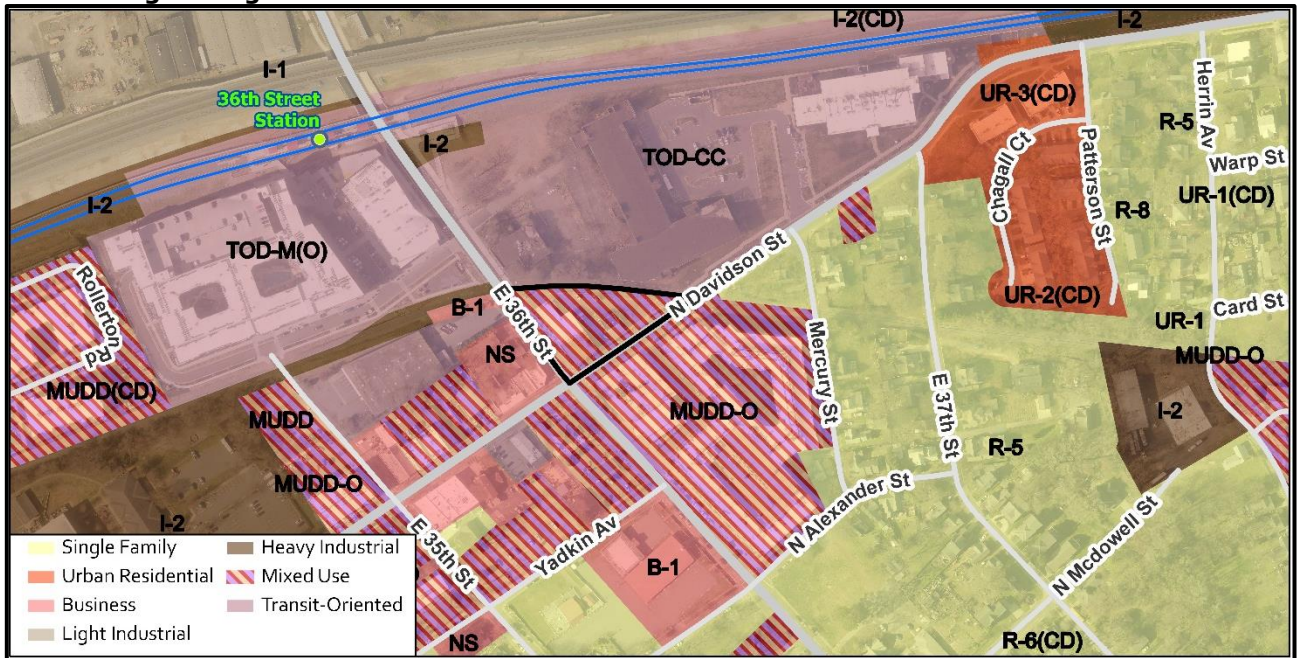 I-2(CD)
I-2
I-1
36th Street
Station
I-2
UR-3(CD)
Herrin Av
R-5
Warp St
TOD-CC
Chagall Ct
Patterson St
UR-1(CD)
R-8
I-2
TOD-M(O)
N Davidson St
Rollerton
Rd
B-1
E 36th St
UR-2(CD)
Card St
UR-1
NS
Mercury St
MUDD-O
MUDD(CD)
MUDD
MUDD-O
E 37th St
I-2
R-5
MUDD-O
N Alexander St
I-2
E 35th St
Yadkin Av
B-1
N Mcdowell St
NS
R-6(CD)
Single Family
Urban Residential
Business
Light Industrial
Heavy Industrial
Mixed Use
Transit-Oriented